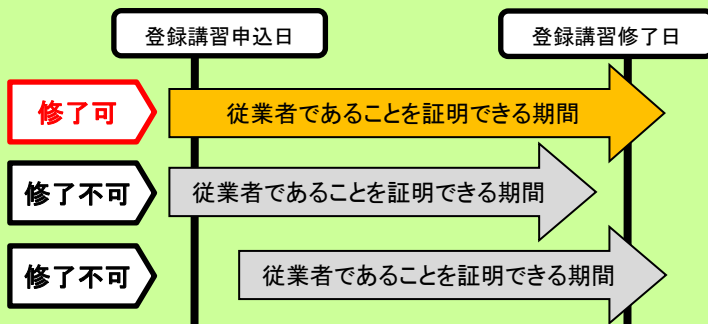 登録講習申込日
登録講習修了日
修了可
従業者であることを証明できる期間
修了不可
従業者であることを証明できる期間
修了不可
従業者であることを証明できる期間